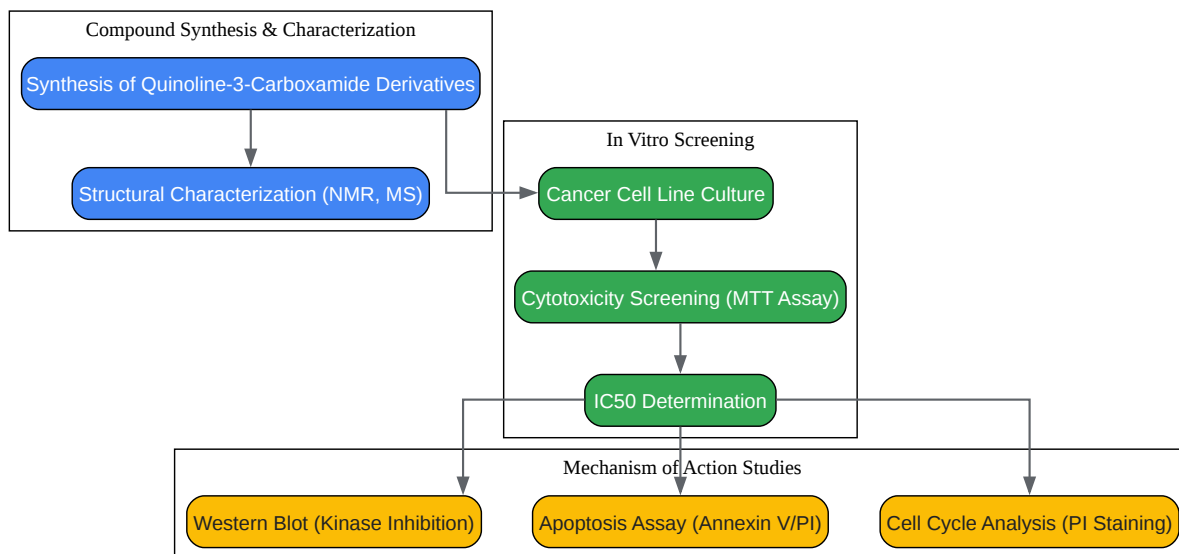 Compound Synthesis & Characterization
Synthesis of Quinoline-3-Carboxamide Derivatives
Structural Characterization (NMR, MS)
In Vitro Screening
Cancer Cell Line Culture
Cytotoxicity Screening (MTT Assay)
IC50 Determination
Mechanism of Action Studies
Western Blot (Kinase Inhibition)
Apoptosis Assay (Annexin V/PI)
Cell Cycle Analysis (PI Staining)